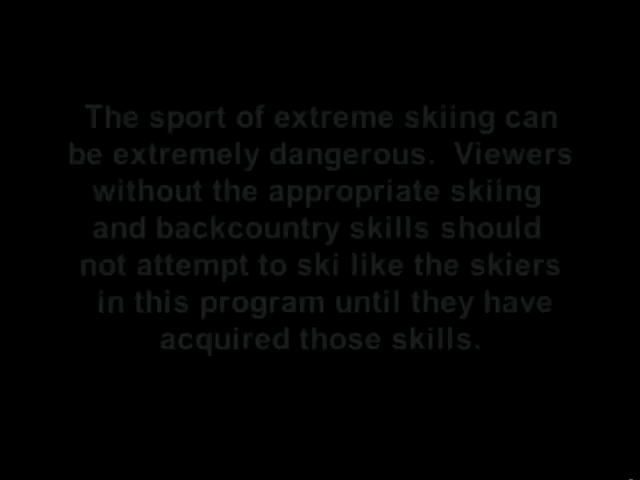 The sport of extreme skiing can
be extremely dangerous.  Viewers
without the appropriate skiing
and backcountry skills should
not attempt to ski like the skiers
in this program until they have
acquired those skills.